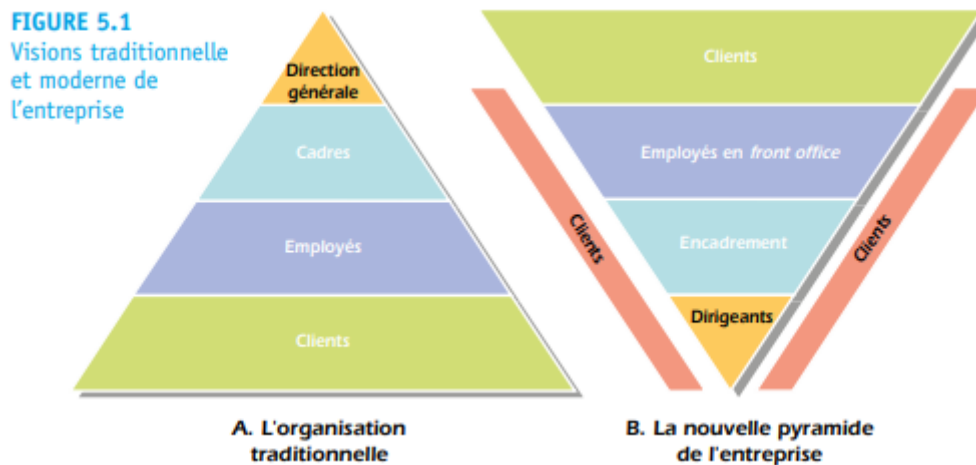 FIGURE 5.1
Visions traditionnelle
et moderne de
l'entreprise
Direction
générale
Cadres
Employés
Clients
A. L'organisation
traditionnelle
Clients
Employés en front office
Encadrement
Dirigeants
Clients
Clients
B. La nouvelle pyramide
de l'entreprise